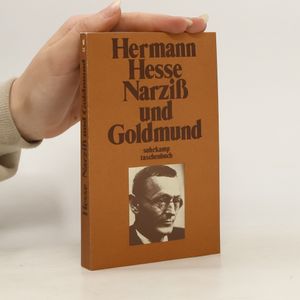 Hermann
Hesse
Narziß
und
Goldmund
suhrkamp
taschenbuch
Hesse Narziß und Goldmund